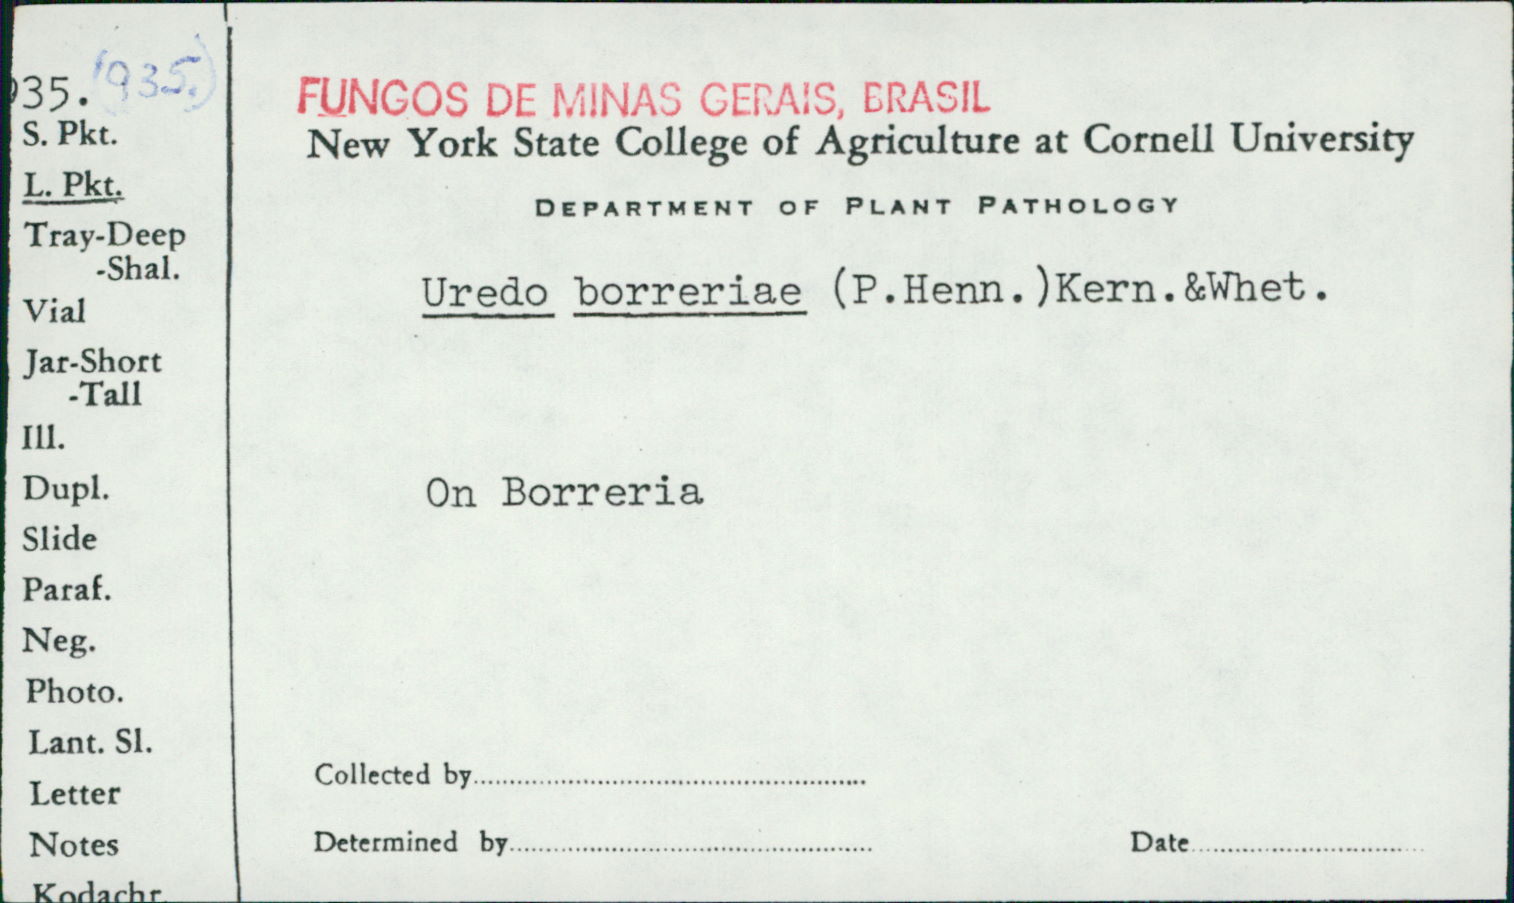 935. (935.)
S. Pkt.
L. Pkt.
Tray-Deep
-Shal.
Vial
Jar-Short
-Tall
Ill.
Dupl.
Slide
Paraf.
Neg.
Photo.
Lant. Sl.
Letter
Notes
Kodachr.
FUNGOS DE MINAS GERAIS, BRASIL
New York State College of Agriculture at Cornell University
DEPARTMENT OF PLANT PATHOLOGY
Uredo borreriae (P.Henn.)Kern.&Whet.
On Borreria
Collected by
Determined by
Date